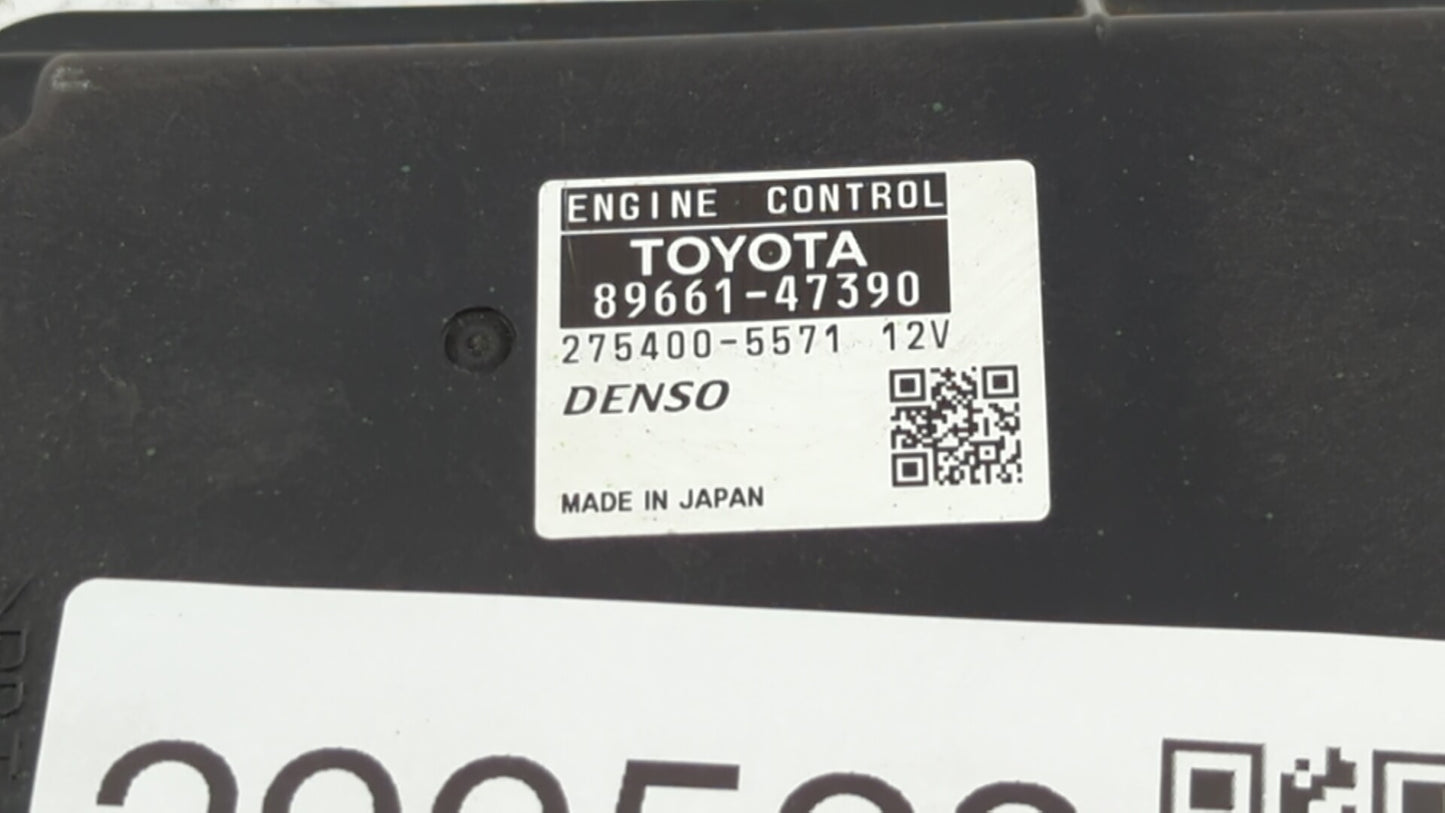 ENGINE CONTROL
TOYOTA
89661-47390
275400-5571 12V
DENSO
MADE IN JAPAN